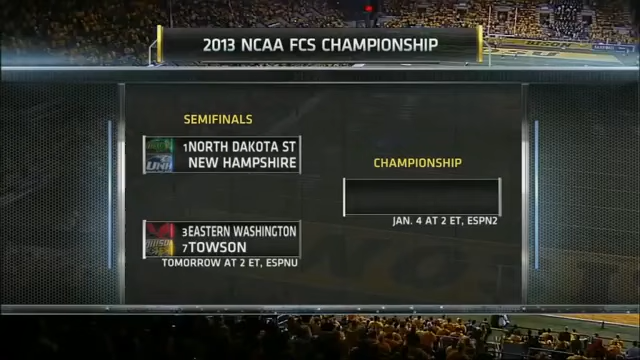 2013 NCAA FCS CHAMPIONSHIP
SEMIFINALS
1 NORTH DAKOTA ST
UNH NEW HAMPSHIRE
CHAMPIONSHIP
JAN. 4 AT 2 ET, ESPN2
3 EASTERN WASHINGTON
7 TOWSON
TOMORROW AT 2 ET, ESPNU